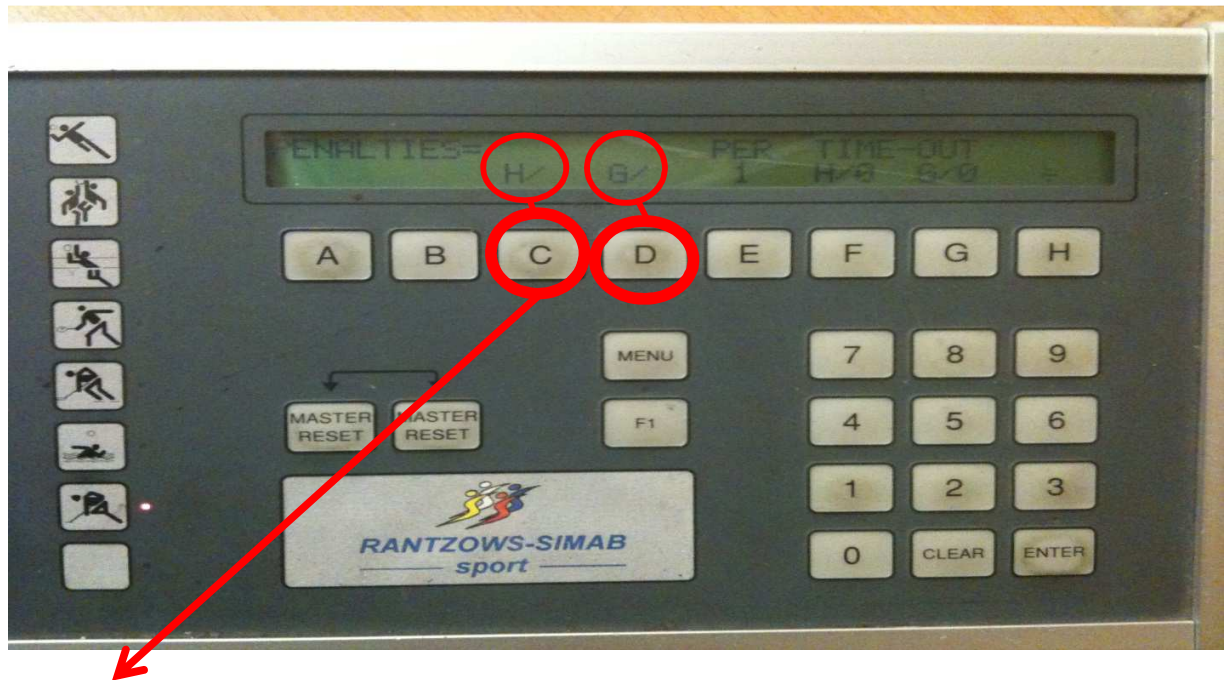 PENALTIES= PER TIME-OUT
H/ G/ 1 H/0 G/0 =
A B C D E F G H
MENU 7 8 9
MASTER RESET MASTER RESET F1 4 5 6
1 2 3
RANTZOWS-SIMAB
sport
0 CLEAR ENTER